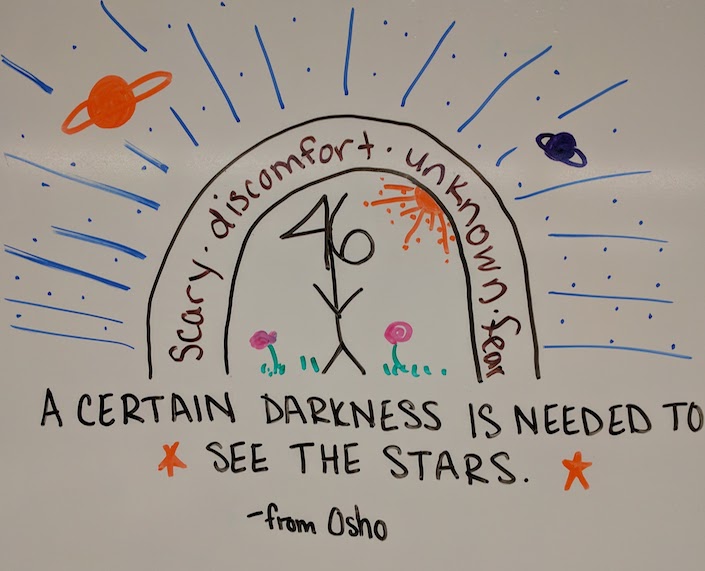 scary · discomfort · unknown · fear
46
A CERTAIN DARKNESS IS NEEDED TO
SEE THE STARS.
-from Osho